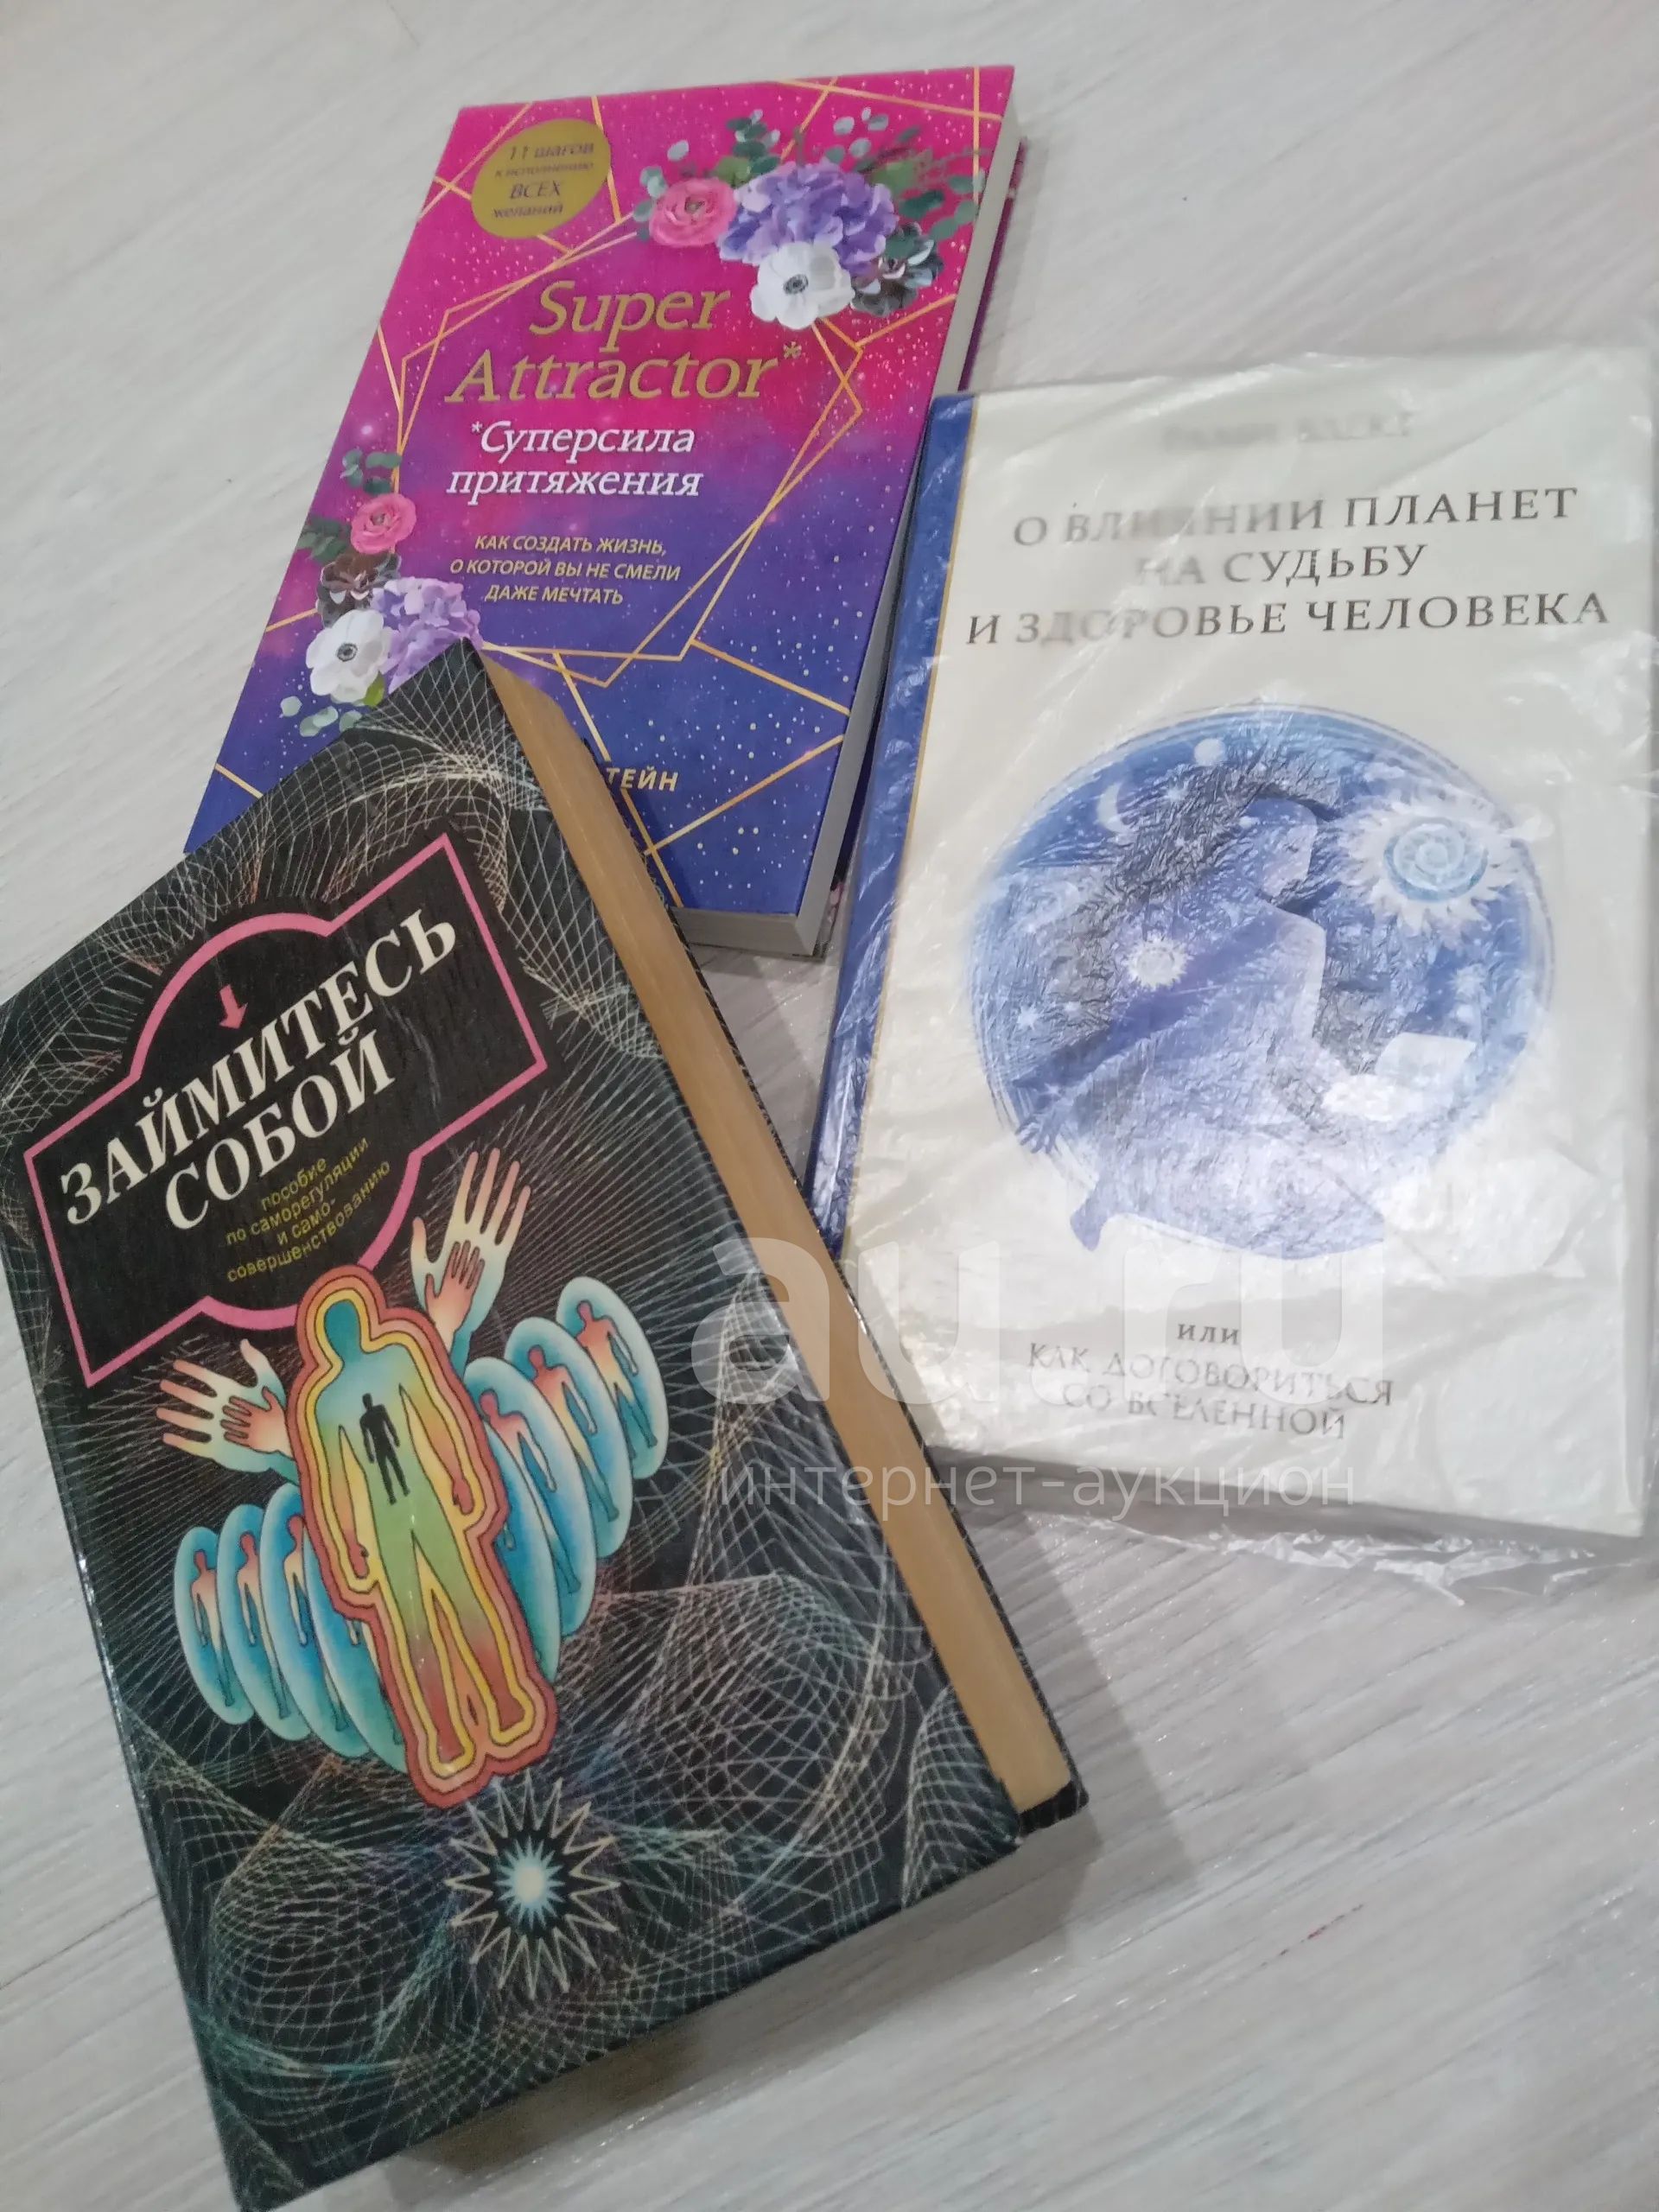 11 шагов
к исполнению
ВСЕХ
желаний
Super
Attractor*
*Суперсила
притяжения
КАК СОЗДАТЬ ЖИЗНЬ,
О КОТОРОЙ ВЫ НЕ СМЕЛИ
ДАЖЕ МЕЧТАТЬ
ТЕЙН
О ВЛИЯНИИ ПЛАНЕТ
НА СУДЬБУ
И ЗДОРОВЬЕ ЧЕЛОВЕКА
или
КАК ДОГОВОРИТЬСЯ
СО ВСЕЛЕННОЙ
ЗАЙМИТЕСЬ
СОБОЙ
пособие
по саморегуляции
и само-
совершенствованию
au.ru
интернет-аукцион